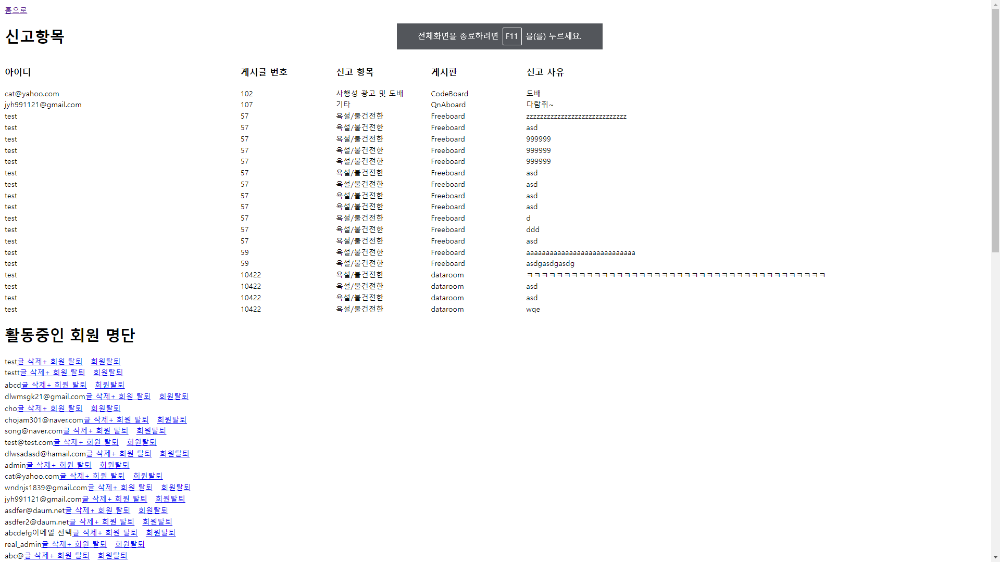 홈으로
신고항목
전체화면을 종료하려면 F11 을(를) 누르세요.
아이디 게시글 번호 신고 항목 게시판 신고 사유
cat@yahoo.com 102 사행성 광고 및 도배 CodeBoard 도배
jyh991121@gmail.com 107 기타 QnAboard 다람쥐~
test 57 욕설/불건전한 Freeboard zzzzzzzzzzzzzzzzzzzzzzzzzzzzz
test 57 욕설/불건전한 Freeboard asd
test 57 욕설/불건전한 Freeboard 999999
test 57 욕설/불건전한 Freeboard 999999
test 57 욕설/불건전한 Freeboard 999999
test 57 욕설/불건전한 Freeboard asd
test 57 욕설/불건전한 Freeboard asd
test 57 욕설/불건전한 Freeboard asd
test 57 욕설/불건전한 Freeboard asd
test 57 욕설/불건전한 Freeboard d
test 57 욕설/불건전한 Freeboard ddd
test 57 욕설/불건전한 Freeboard asd
test 59 욕설/불건전한 Freeboard aaaaaaaaaaaaaaaaaaaaaaaaaaaa
test 59 욕설/불건전한 Freeboard asdgasdgasdg
test 10422 욕설/불건전한 dataroom ㅋㅋㅋㅋㅋㅋㅋㅋㅋㅋㅋㅋㅋㅋㅋㅋㅋㅋㅋㅋㅋㅋㅋㅋㅋㅋㅋㅋㅋㅋㅋㅋㅋㅋㅋㅋㅋㅋㅋㅋ
test 10422 욕설/불건전한 dataroom asd
test 10422 욕설/불건전한 dataroom asd
test 10422 욕설/불건전한 dataroom wqe
활동중인 회원 명단
test글 삭제+ 회원 탈퇴 회원탈퇴
testt글 삭제+ 회원 탈퇴 회원탈퇴
abcd글 삭제+ 회원 탈퇴 회원탈퇴
dlwmsgk21@gmail.com글 삭제+ 회원 탈퇴 회원탈퇴
cho글 삭제+ 회원 탈퇴 회원탈퇴
chojam301@naver.com글 삭제+ 회원 탈퇴 회원탈퇴
song@naver.com글 삭제+ 회원 탈퇴 회원탈퇴
test@test.com글 삭제+ 회원 탈퇴 회원탈퇴
dlwsadasd@hamail.com글 삭제+ 회원 탈퇴 회원탈퇴
admin글 삭제+ 회원 탈퇴 회원탈퇴
cat@yahoo.com글 삭제+ 회원 탈퇴 회원탈퇴
wndnjs1839@gmail.com글 삭제+ 회원 탈퇴 회원탈퇴
jyh991121@gmail.com글 삭제+ 회원 탈퇴 회원탈퇴
asdfer@daum.net글 삭제+ 회원 탈퇴 회원탈퇴
asdfer2@daum.net글 삭제+ 회원 탈퇴 회원탈퇴
abcdefg이메일 선택글 삭제+ 회원 탈퇴 회원탈퇴
real_admin글 삭제+ 회원 탈퇴 회원탈퇴
abc@글 삭제+ 회원 탈퇴 회원탈퇴